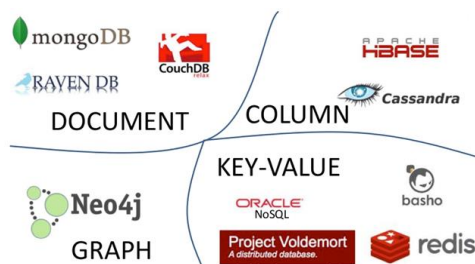 mongoDB
CouchDB
relax
RAVEN DB
DOCUMENT
APACHE
HBASE
Cassandra
COLUMN
Neo4j
GRAPH
KEY-VALUE
ORACLE
NoSQL
basho
Project Voldemort
A distributed database.
redis